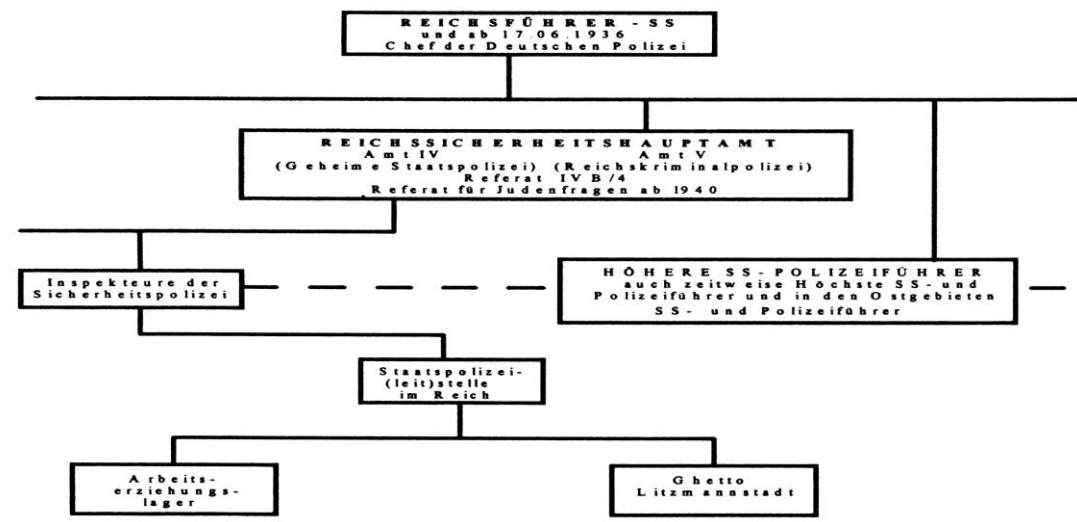 REICHSFÜHRER - SS
und ab 17.06.1936
Chef der Deutschen Polizei
REICHSSICHERHEITSHAUPTAMT
Amt IV Amt V
(Geheime Staatspolizei) (Reichskriminalpolizei)
Referat IV B/4
Referat für Judenfragen ab 1940
Inspekteure der
Sicherheitspolizei
HÖHERE SS-POLIZEIFÜHRER
auch zeitweise Höchste SS- und
Polizeiführer und in den Ostgebieten
SS- und Polizeiführer
Staatspolizei-
(leit)stelle
im Reich
Arbeits-
erziehungs-
lager
Ghetto
Litzmannstadt